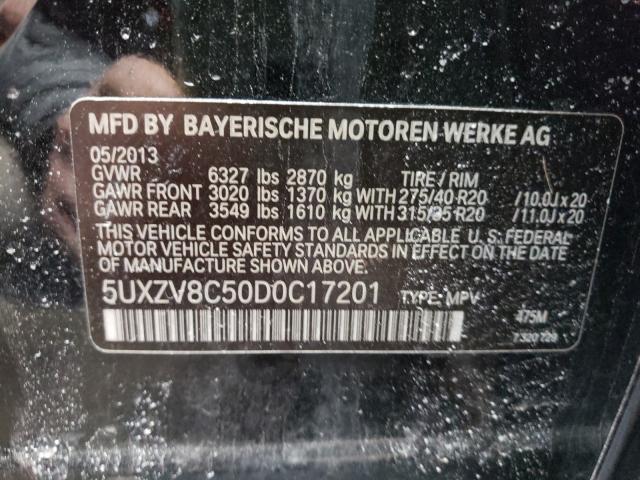 MFD BY BAYERISCHE MOTOREN WERKE AG
05/2013
GVWR 6327 lbs 2870 kg TIRE / RIM
GAWR FRONT 3020 lbs 1370 kg WITH 275/40 R20 /10.0J x 20
GAWR REAR 3549 lbs 1610 kg WITH 315/35 R20 /11.0J x 20
THIS VEHICLE CONFORMS TO ALL APPLICABLE U. S. FEDERAL
MOTOR VEHICLE SAFETY STANDARDS IN EFFECT ON THE DATE
OF MANUFACTURE SHOWN ABOVE.
5UXZV8C50D0C17201 TYPE: MPV 475M